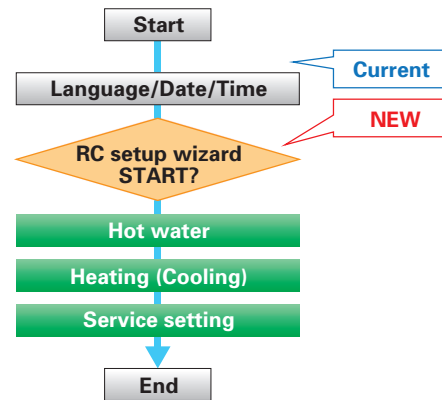 Start
Current
Language/Date/Time
NEW
RC setup wizard
START?
Hot water
Heating (Cooling)
Service setting
End